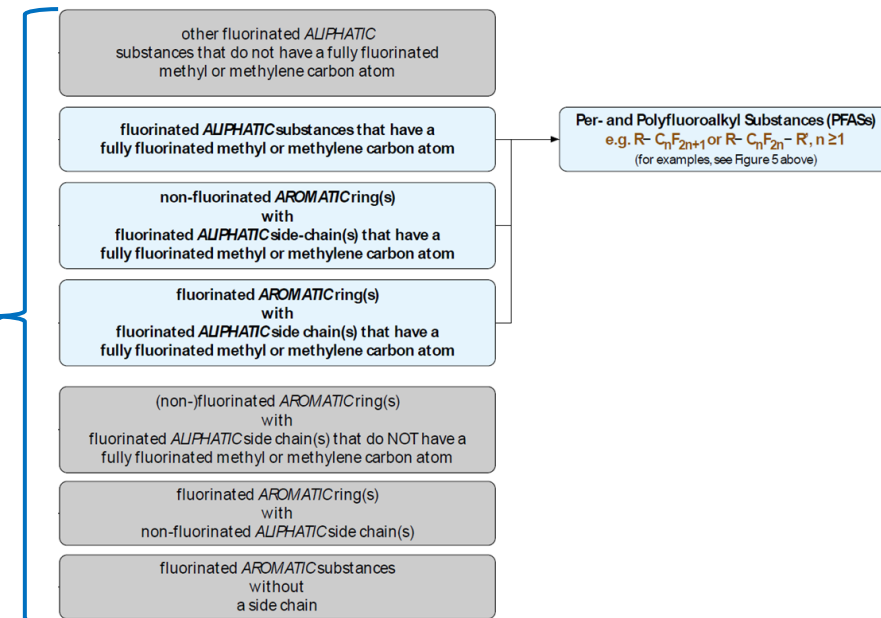 other fluorinated ALIPHATIC
substances that do not have a fully fluorinated
methyl or methylene carbon atom
fluorinated ALIPHATIC substances that have a
fully fluorinated methyl or methylene carbon atom
Per- and Polyfluoroalkyl Substances (PFASs)
e.g. R– CnF2n+1 or R– CnF2n– R', n ≥1
(for examples, see Figure 5 above)
non-fluorinated AROMATIC ring(s)
with
fluorinated ALIPHATIC side-chain(s) that have a
fully fluorinated methyl or methylene carbon atom
fluorinated AROMATIC ring(s)
with
fluorinated ALIPHATIC side chain(s) that have a
fully fluorinated methyl or methylene carbon atom
(non-)fluorinated AROMATIC ring(s)
with
fluorinated ALIPHATIC side chain(s) that do NOT have a
fully fluorinated methyl or methylene carbon atom
fluorinated AROMATIC ring(s)
with
non-fluorinated ALIPHATIC side chain(s)
fluorinated AROMATIC substances
without
a side chain